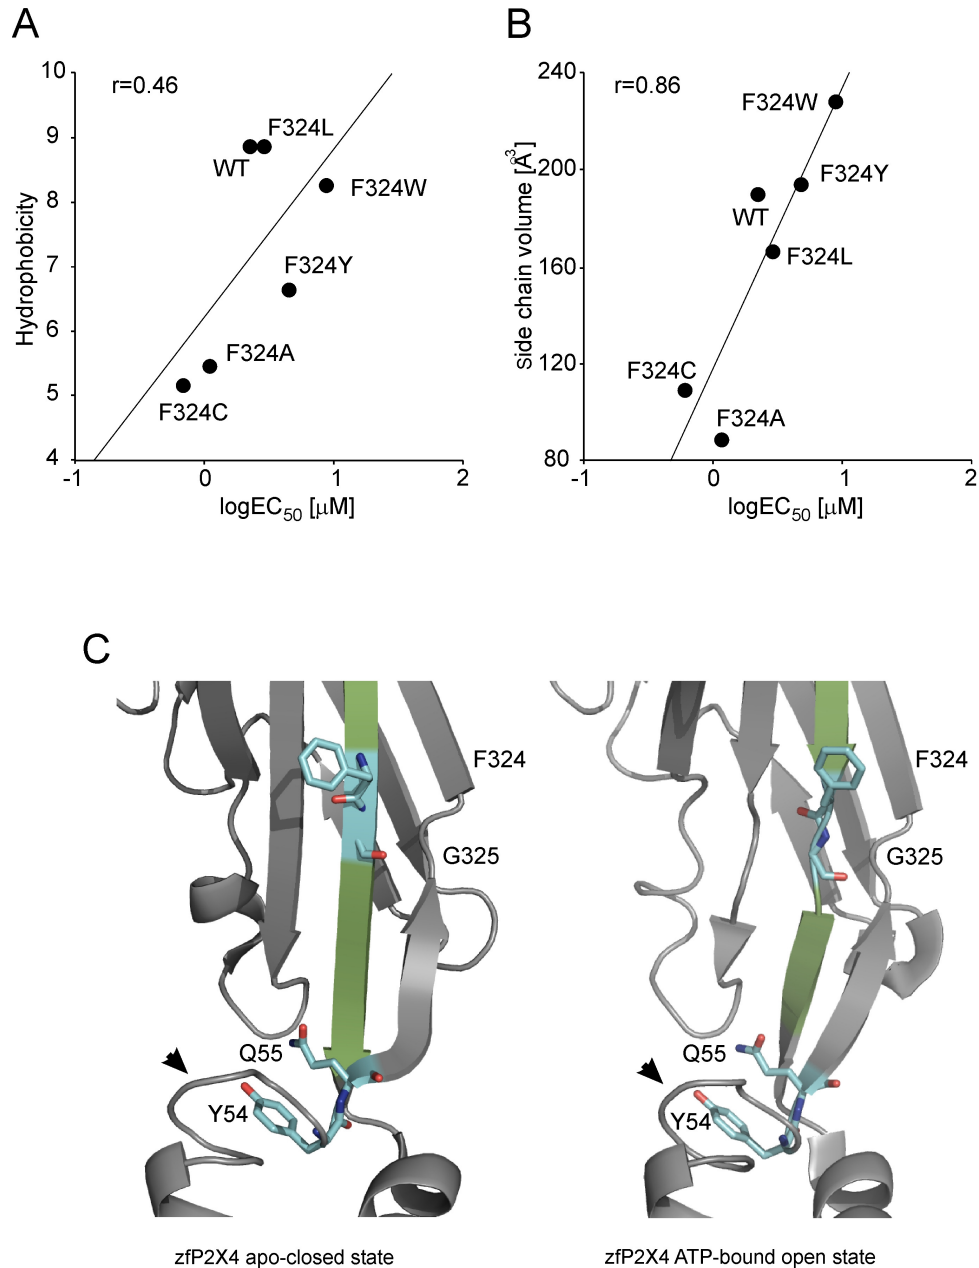 A
r=0.46
10
9
8
7
6
5
4
Hydrophobicity
F324L
WT
F324W
F324Y
F324A
F324C
-1
0
1
2
logEC50 [μM]
B
r=0.86
240
200
160
120
80
side chain volume [Å3]
F324W
F324Y
WT
F324L
F324C
F324A
-1
0
1
2
logEC50 [μM]
C
F324
G325
Q55
Y54
zfP2X4 apo-closed state
F324
G325
Q55
Y54
zfP2X4 ATP-bound open state